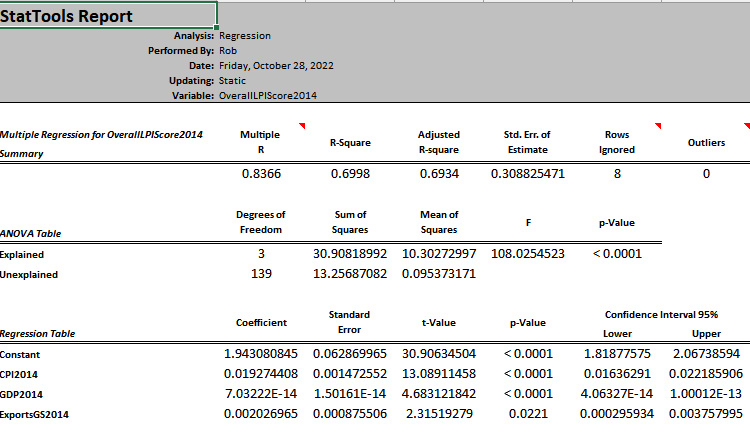 StatTools Report
Analysis: Regression
Performed By: Rob
Date: Friday, October 28, 2022
Updating: Static
Variable: OverallLPIScore2014
Multiple Regression for OverallLPIScore2014 Multiple R-Square Adjusted Std. Err. of Rows Outliers
Summary R R-square Estimate Ignored
0.8366 0.6998 0.6934 0.308825471 8 0
Degrees of Sum of Mean of F p-Value
ANOVA Table Freedom Squares Squares
Explained 3 30.90818992 10.30272997 108.0254523 < 0.0001
Unexplained 139 13.25687082 0.095373171
Coefficient Standard t-Value p-Value Confidence Interval 95%
Regression Table Error Lower Upper
Constant 1.943080845 0.062869965 30.90634504 < 0.0001 1.81877575 2.06738594
CPI2014 0.019274408 0.001472552 13.08911458 < 0.0001 0.01636291 0.022185906
GDP2014 7.03222E-14 1.50161E-14 4.683121842 < 0.0001 4.06327E-14 1.00012E-13
ExportsGS2014 0.002026965 0.000875506 2.31519279 0.0221 0.000295934 0.003757995